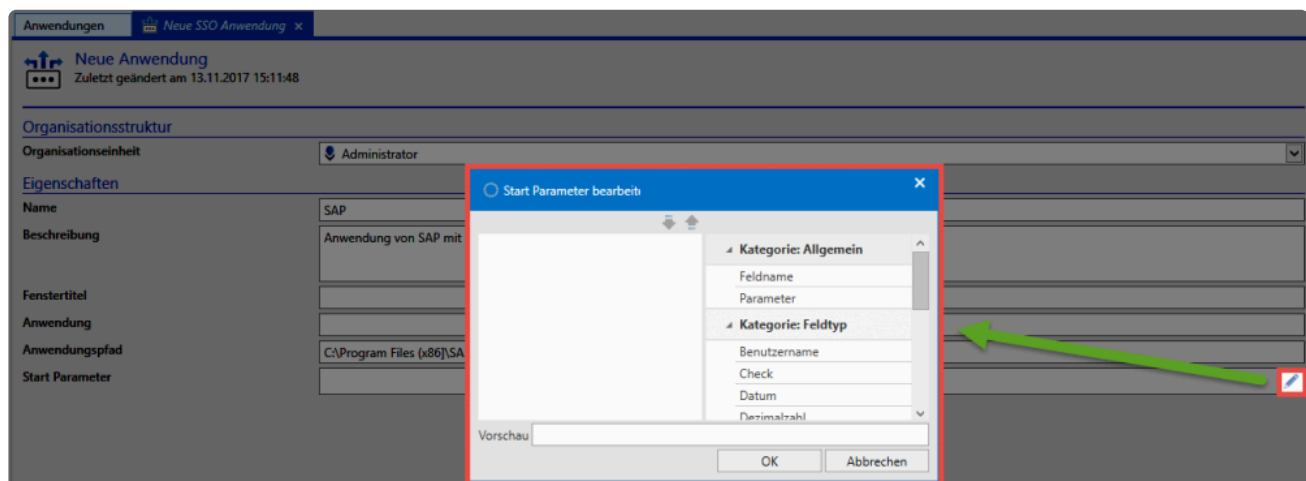 Anwendungen
Neue SSO Anwendung ×
Neue Anwendung
Zuletzt geändert am 13.11.2017 15:11:48
Organisationsstruktur
Organisationseinheit
Administrator
Eigenschaften
Name
SAP
Beschreibung
Anwendung von SAP mit
Fenstertitel
Anwendung
Anwendungspfad
C:\Program Files (x86)\SA
Start Parameter
Start Parameter bearbeite
Kategorie: Allgemein
Feldname
Parameter
Kategorie: Feldtyp
Benutzername
Check
Datum
Dezimalzahl
Vorschau
OK Abbrechen